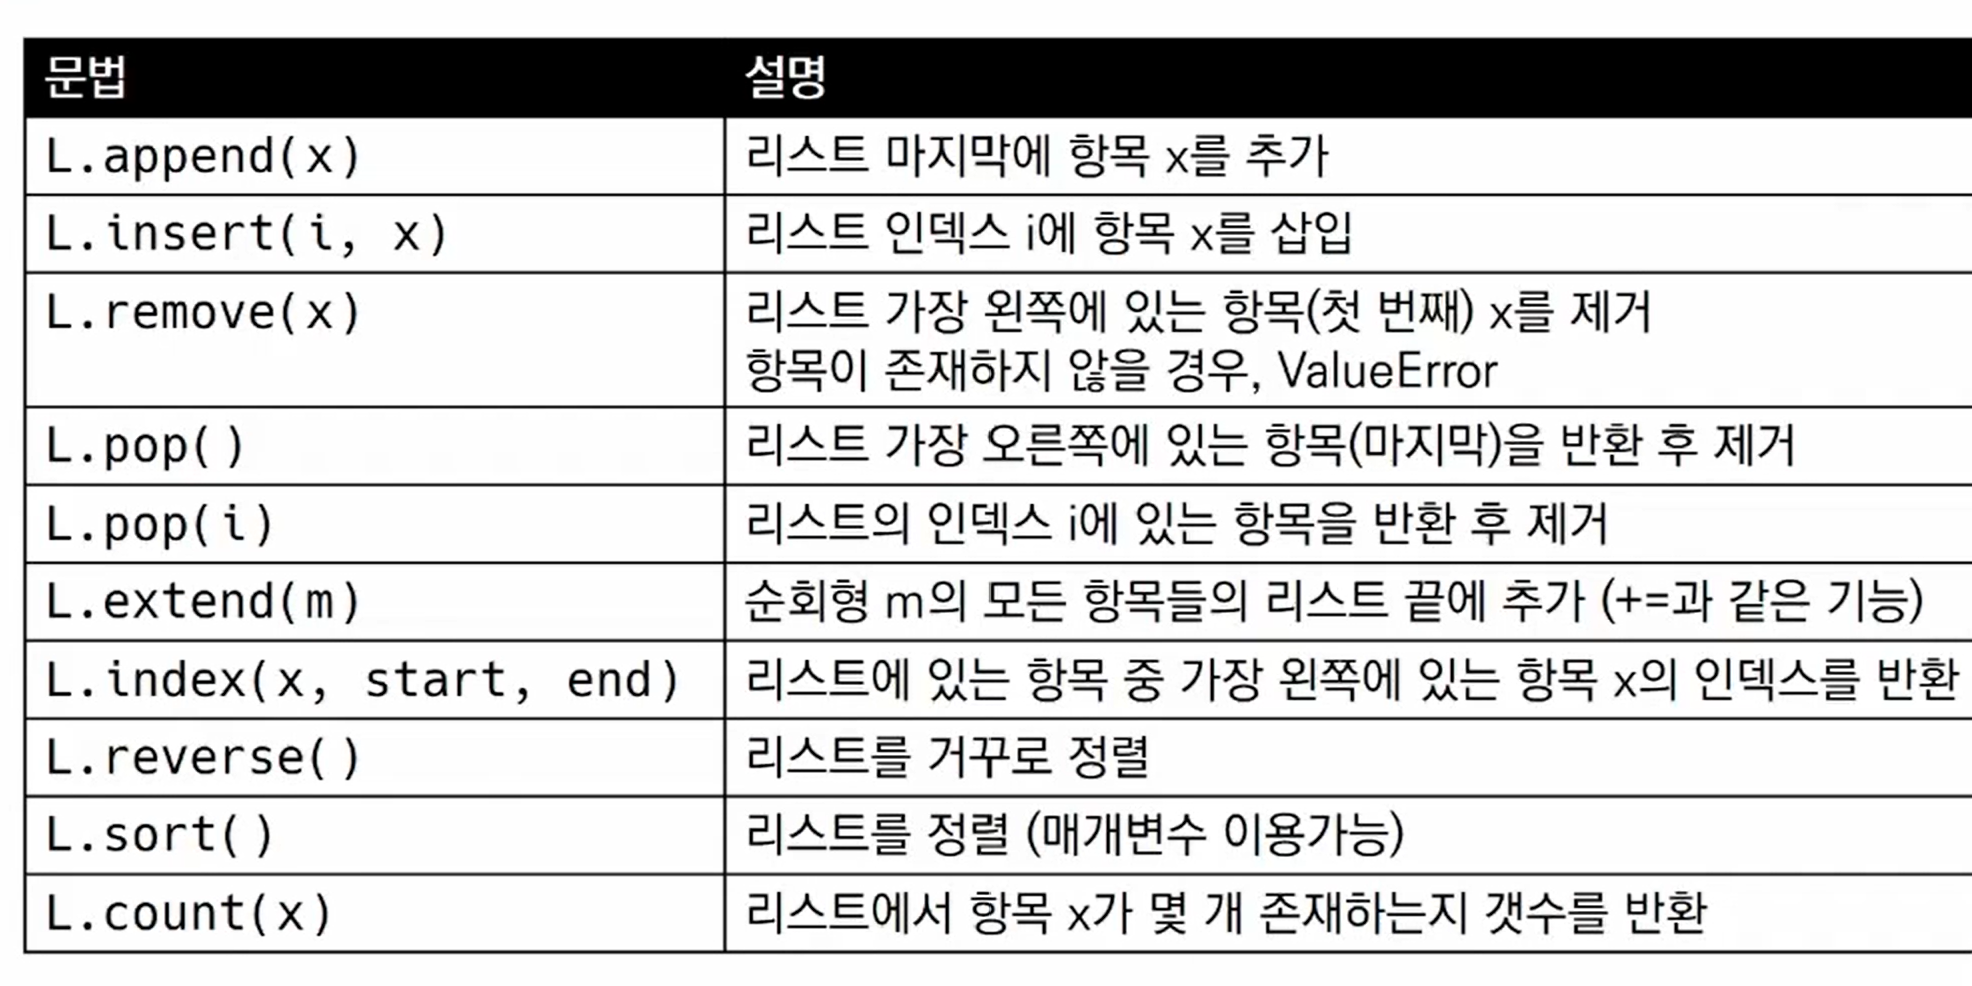 문법 설명
L.append(x) 리스트 마지막에 항목 x를 추가
L.insert(i, x) 리스트 인덱스 i에 항목 x를 삽입
L.remove(x) 리스트 가장 왼쪽에 있는 항목(첫 번째) x를 제거
항목이 존재하지 않을 경우, ValueError
L.pop() 리스트 가장 오른쪽에 있는 항목(마지막)을 반환 후 제거
L.pop(i) 리스트의 인덱스 i에 있는 항목을 반환 후 제거
L.extend(m) 순회형 m의 모든 항목들의 리스트 끝에 추가 (+=과 같은 기능)
L.index(x, start, end) 리스트에 있는 항목 중 가장 왼쪽에 있는 항목 x의 인덱스를 반환
L.reverse() 리스트를 거꾸로 정렬
L.sort() 리스트를 정렬 (매개변수 이용가능)
L.count(x) 리스트에서 항목 x가 몇 개 존재하는지 갯수를 반환